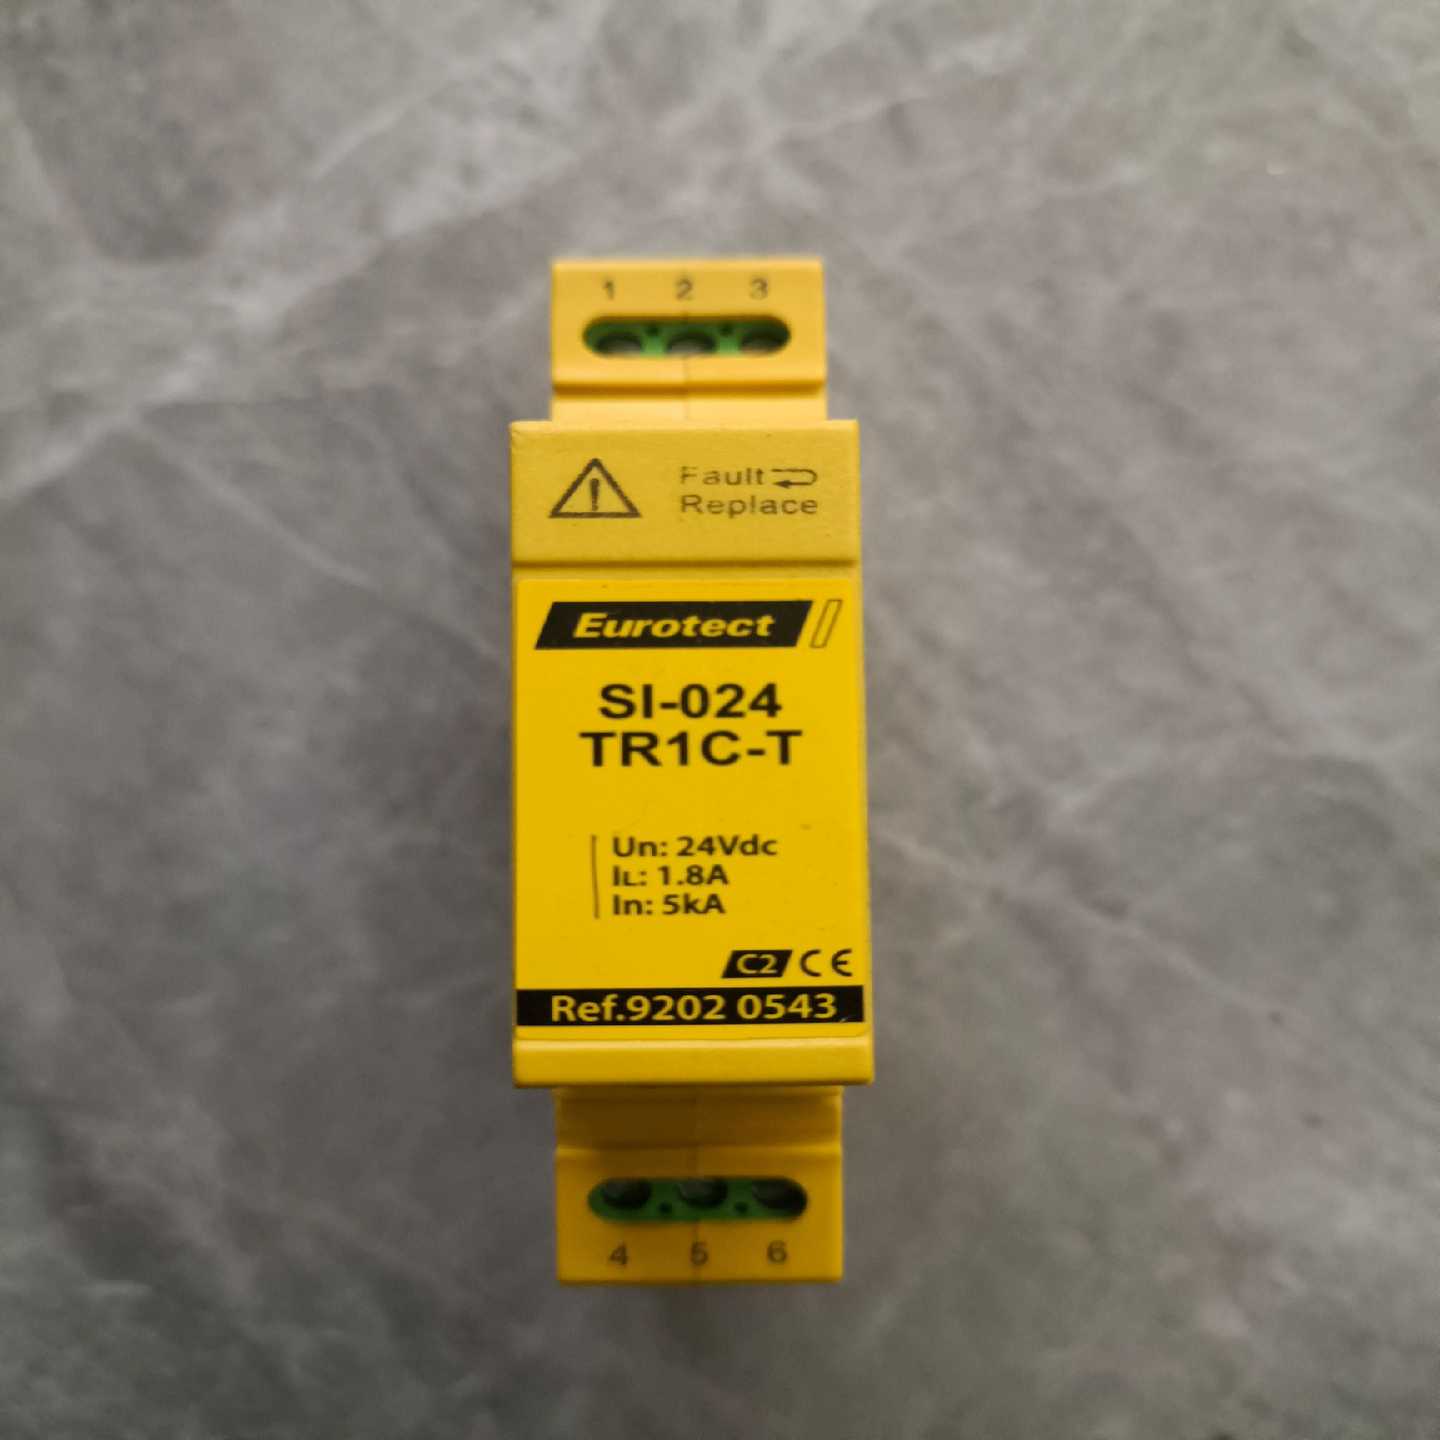 1 2 3
Fault
Replace
Eurotect
SI-024
TR1C-T
Un: 24Vdc
IL: 1.8A
In: 5kA
C2 CE
Ref.9202 0543
4 5 6